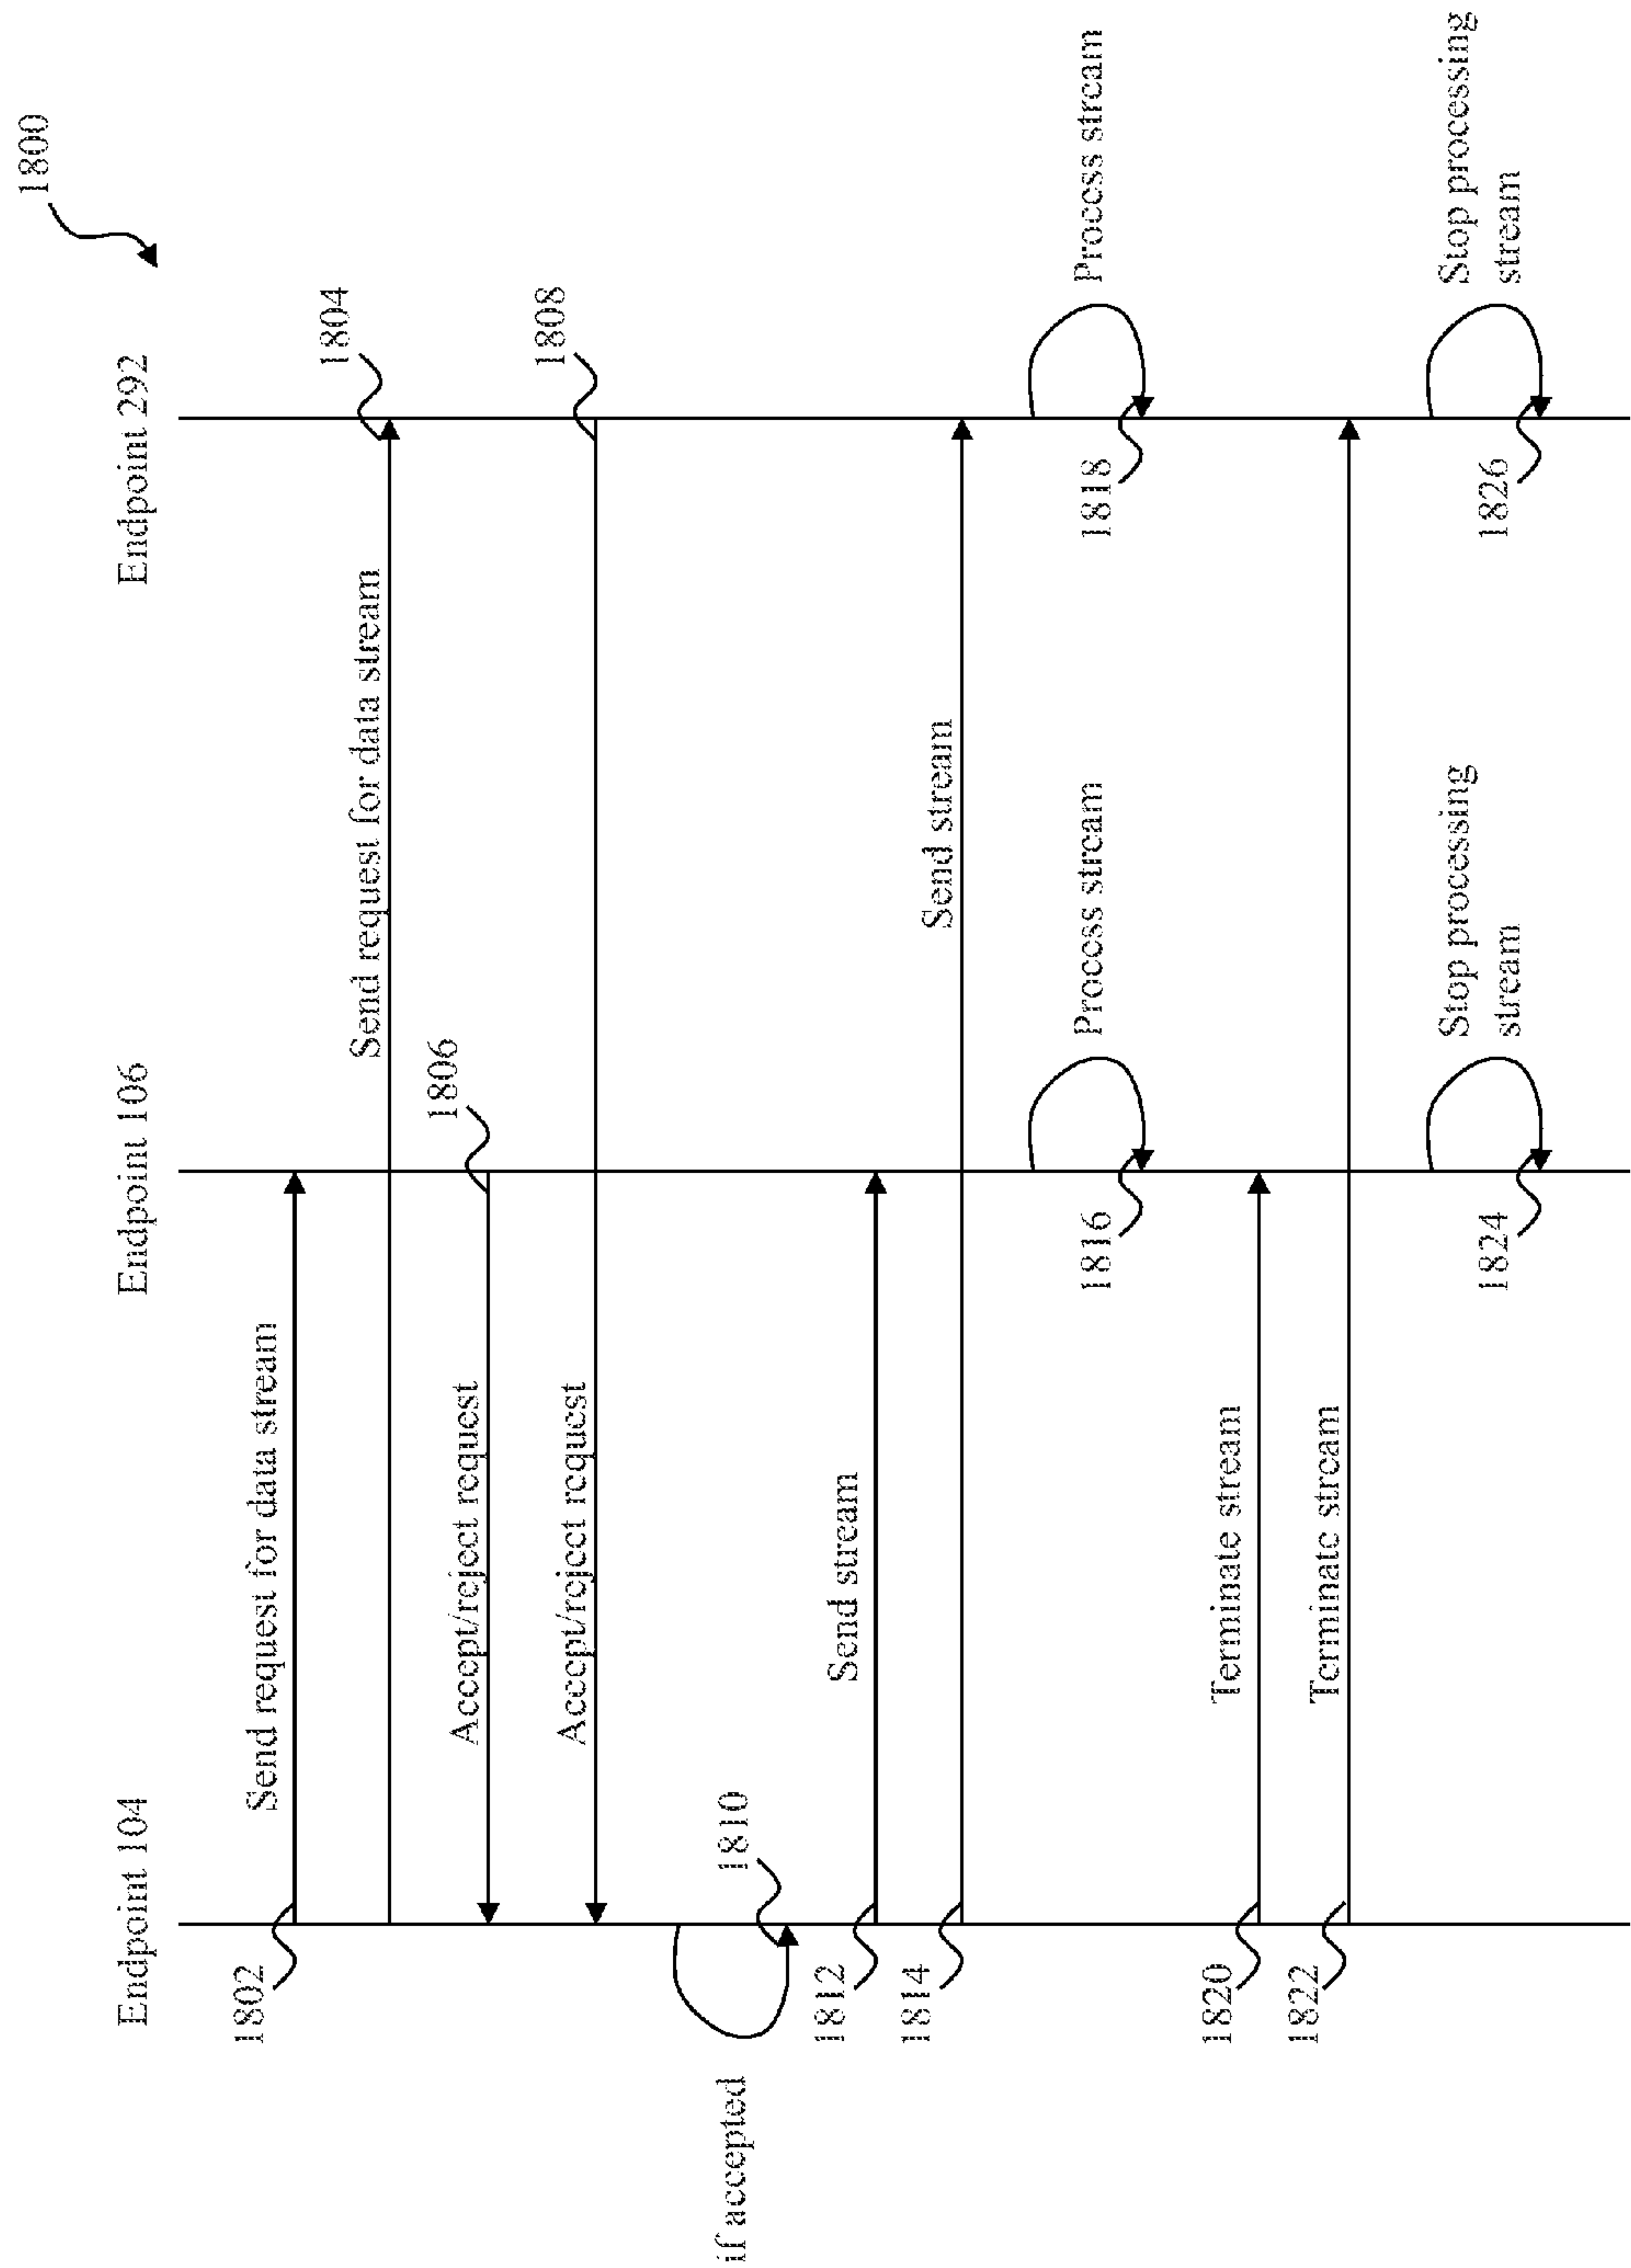 1800
Endpoint 104
Endpoint 106
Endpoint 292
1802
Send request for data stream
Send request for data stream
1804
Accept/reject request
1806
Accept/reject request
1808
if accepted
1810
1812
Send stream
1814
Send stream
1816
Process stream
1818
Process stream
1820
Terminate stream
1822
Terminate stream
1824
Stop processing
stream
1826
Stop processing
stream